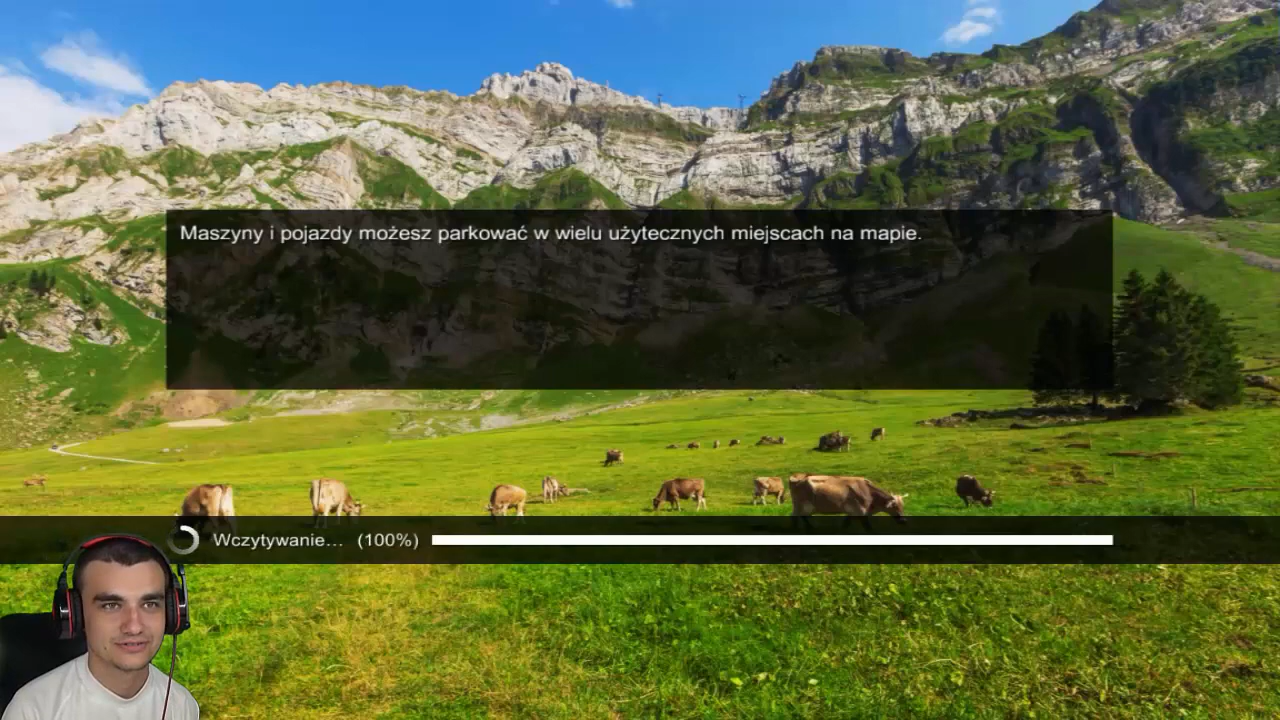 Maszyny i pojazdy możesz parkować w wielu użytecznych miejscach na mapie.
Wczytywanie... (100%)